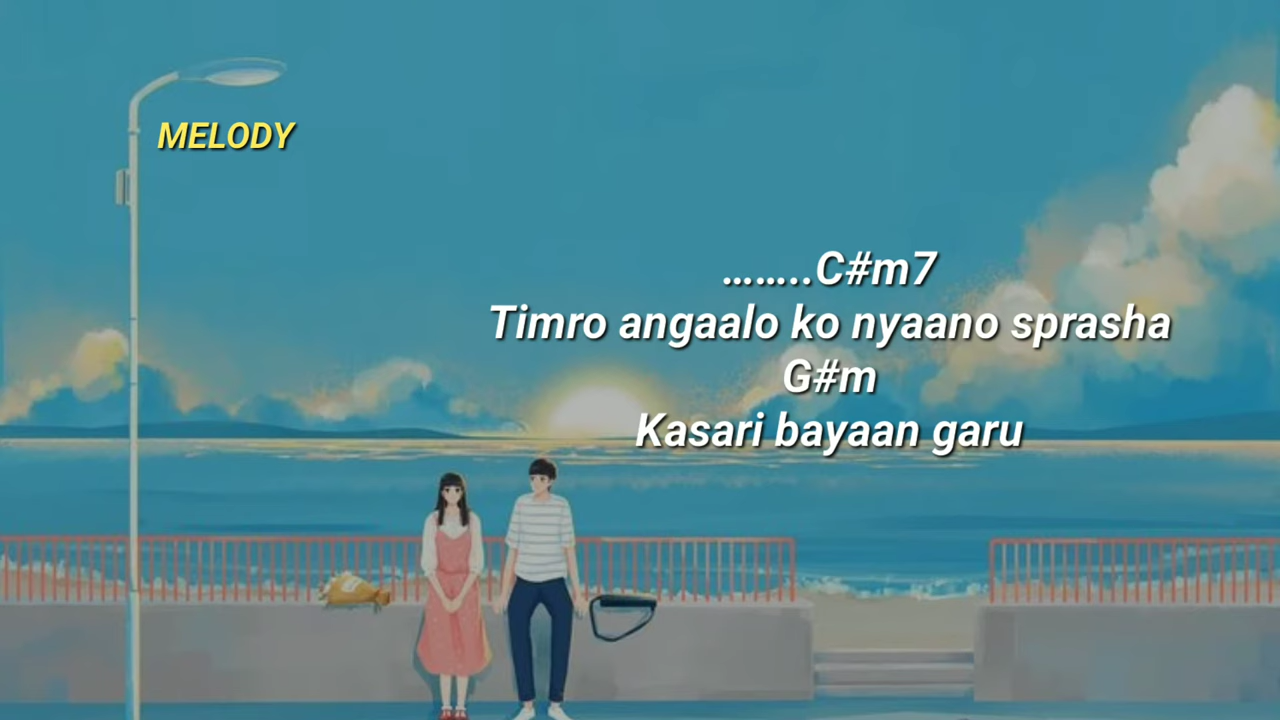 MELODY
……..C#m7
Timro angaalo ko nyaano sprasha
G#m
Kasari bayaan garu